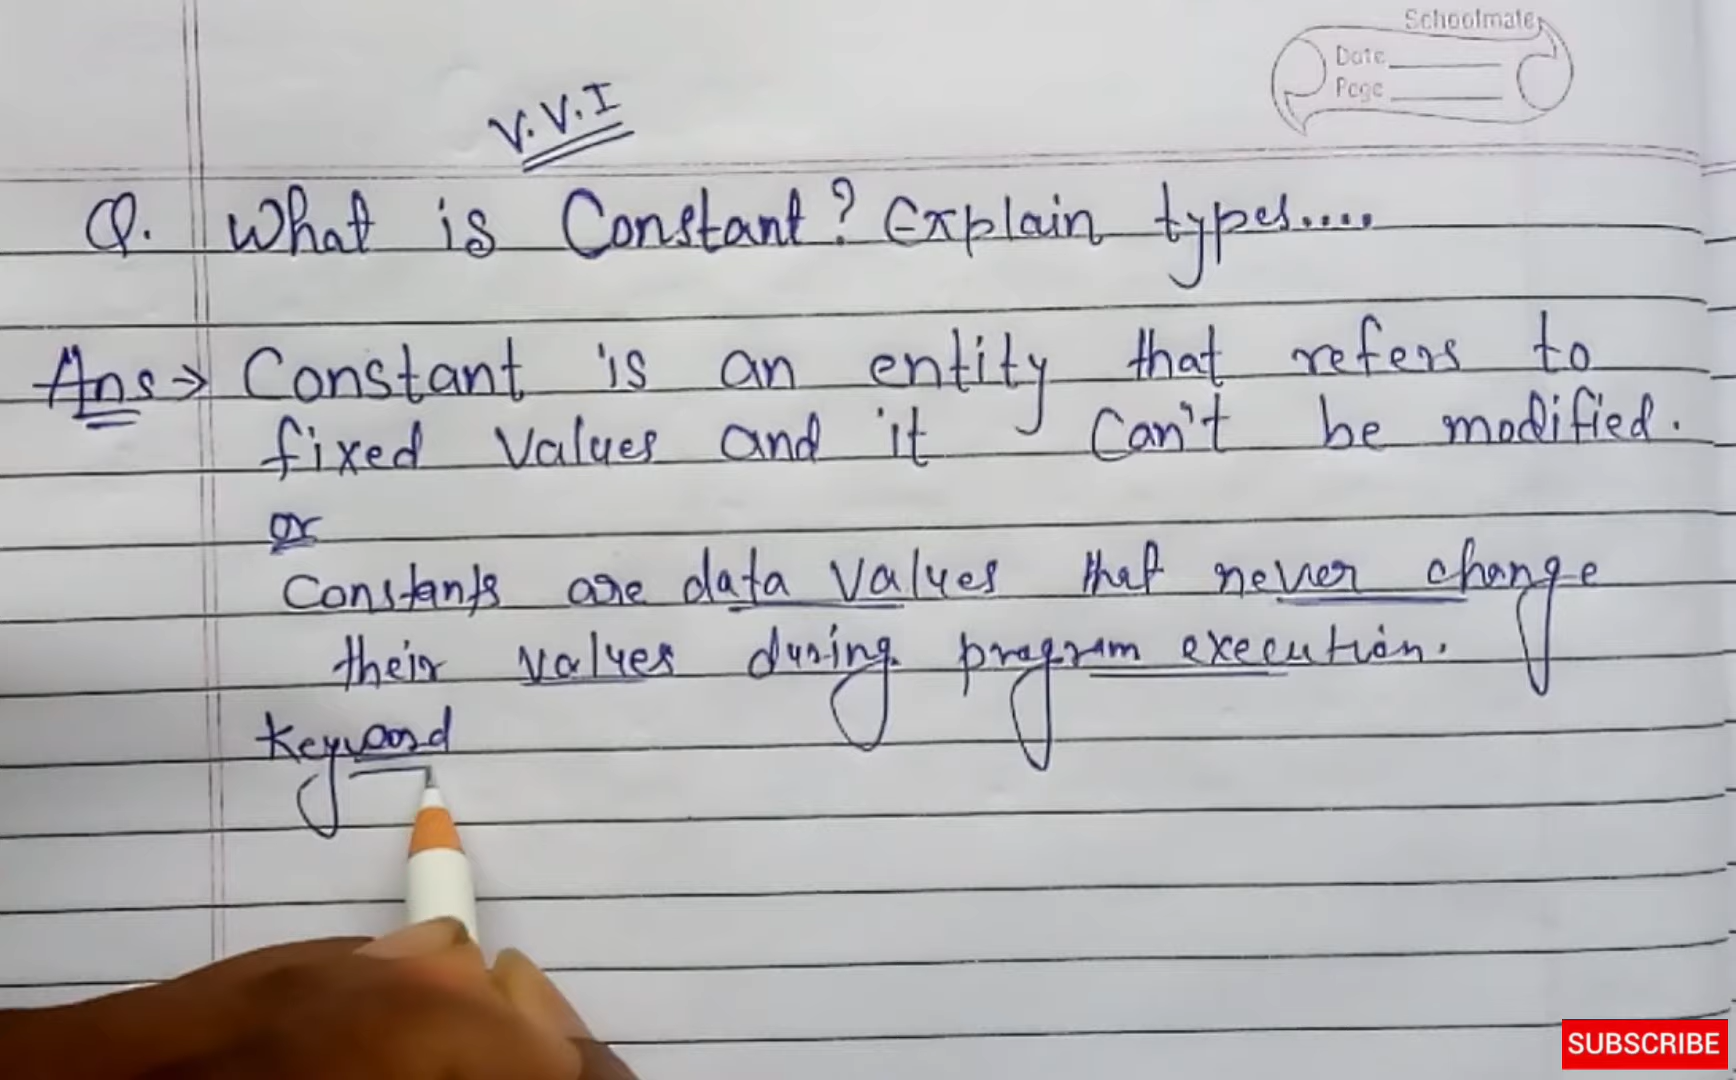 Schoolmate
Date
Page
V.V.I
Q. What is Constant? Explain types....
Ans → Constant is an entity that refers to
fixed values and it can't be modified.
or
Constants are data values that never change
their values during program execution.
Keyword
SUBSCRIBE